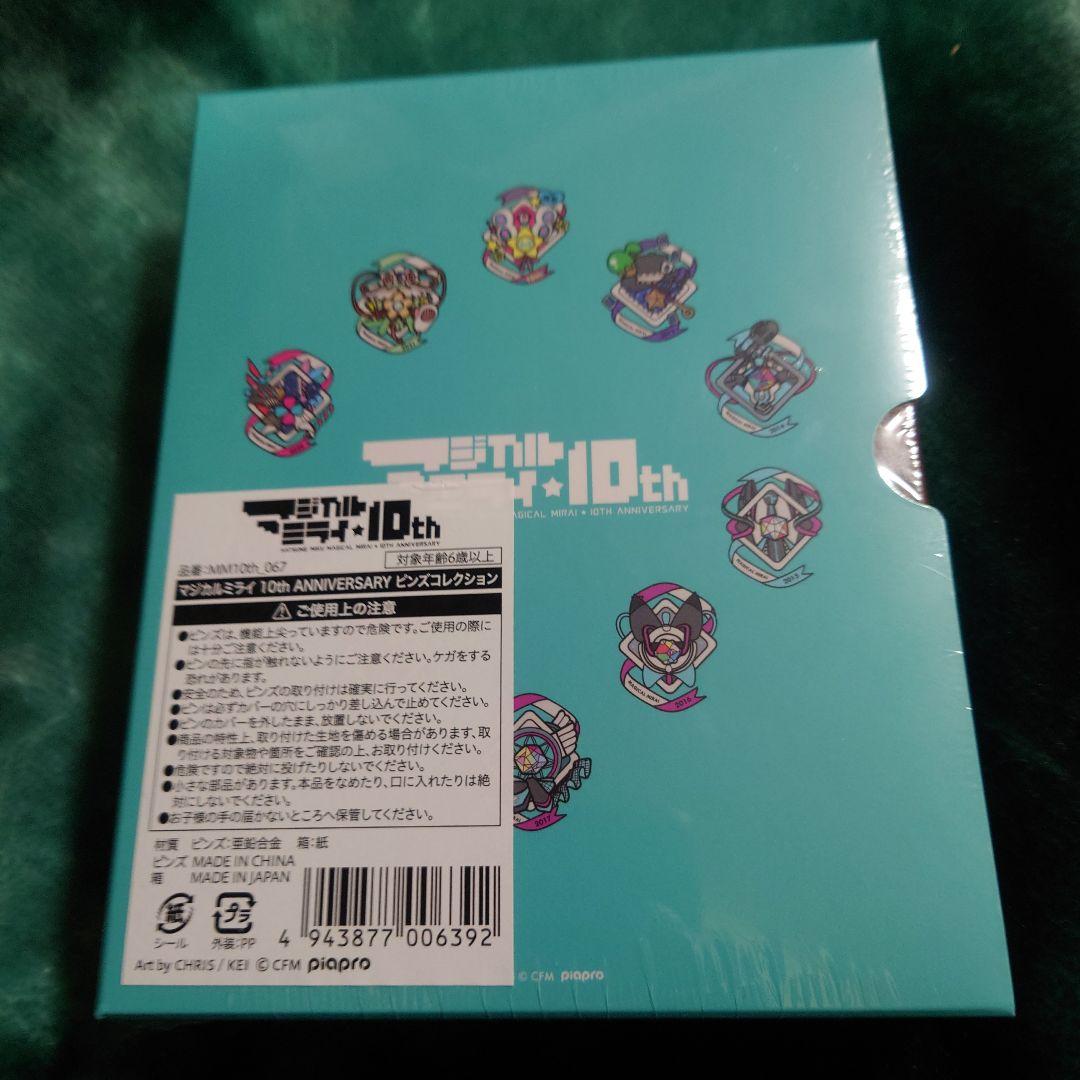 マジカル
ミライ★10th
MAGICAL MIRAI ★ 10TH ANNIVERSARY
MAGICAL MIRAI 2014
MAGICAL MIRAI 2015
MAGICAL MIRAI 2016
2017
マジカル
ミライ★10th
HATSUNE MIKU MAGICAL MIRAI ★ 10TH ANNIVERSARY
品番:MM10th_067
対象年齢6歳以上
マジカルミライ 10th ANNIVERSARY ピンズコレクション
ご使用上の注意
●ピンズは、機能上尖っていますので危険です。ご使用の際に
は十分ご注意ください。
●ピンの先に指が触れないようにご注意ください。ケガをする
恐れがあります。
●安全のため、ピンズの取り付けは確実に行ってください。
●ピンは必ずカバーの穴にしっかり差し込んで止めてください。
●ピンのカバーを外したまま、放置しないでください。
●商品の特性上、取り付けた生地を傷める場合があります、取
り付ける対象物や箇所をご確認の上、お取り付けください。
●危険ですので絶対に投げたりしないでください。
●小さな部品があります。本品をなめたり、口に入れたりは絶
対にしないでください。
●お子様の手の届かないところへ保管してください。
材質 ピンズ:亜鉛合金 箱:紙
ピンズ MADE IN CHINA
箱 MADE IN JAPAN
紙
シール
プラ
外装:PP
4 943877 006392
Art by CHRIS / KEI © CFM piapro
© CFM piapro